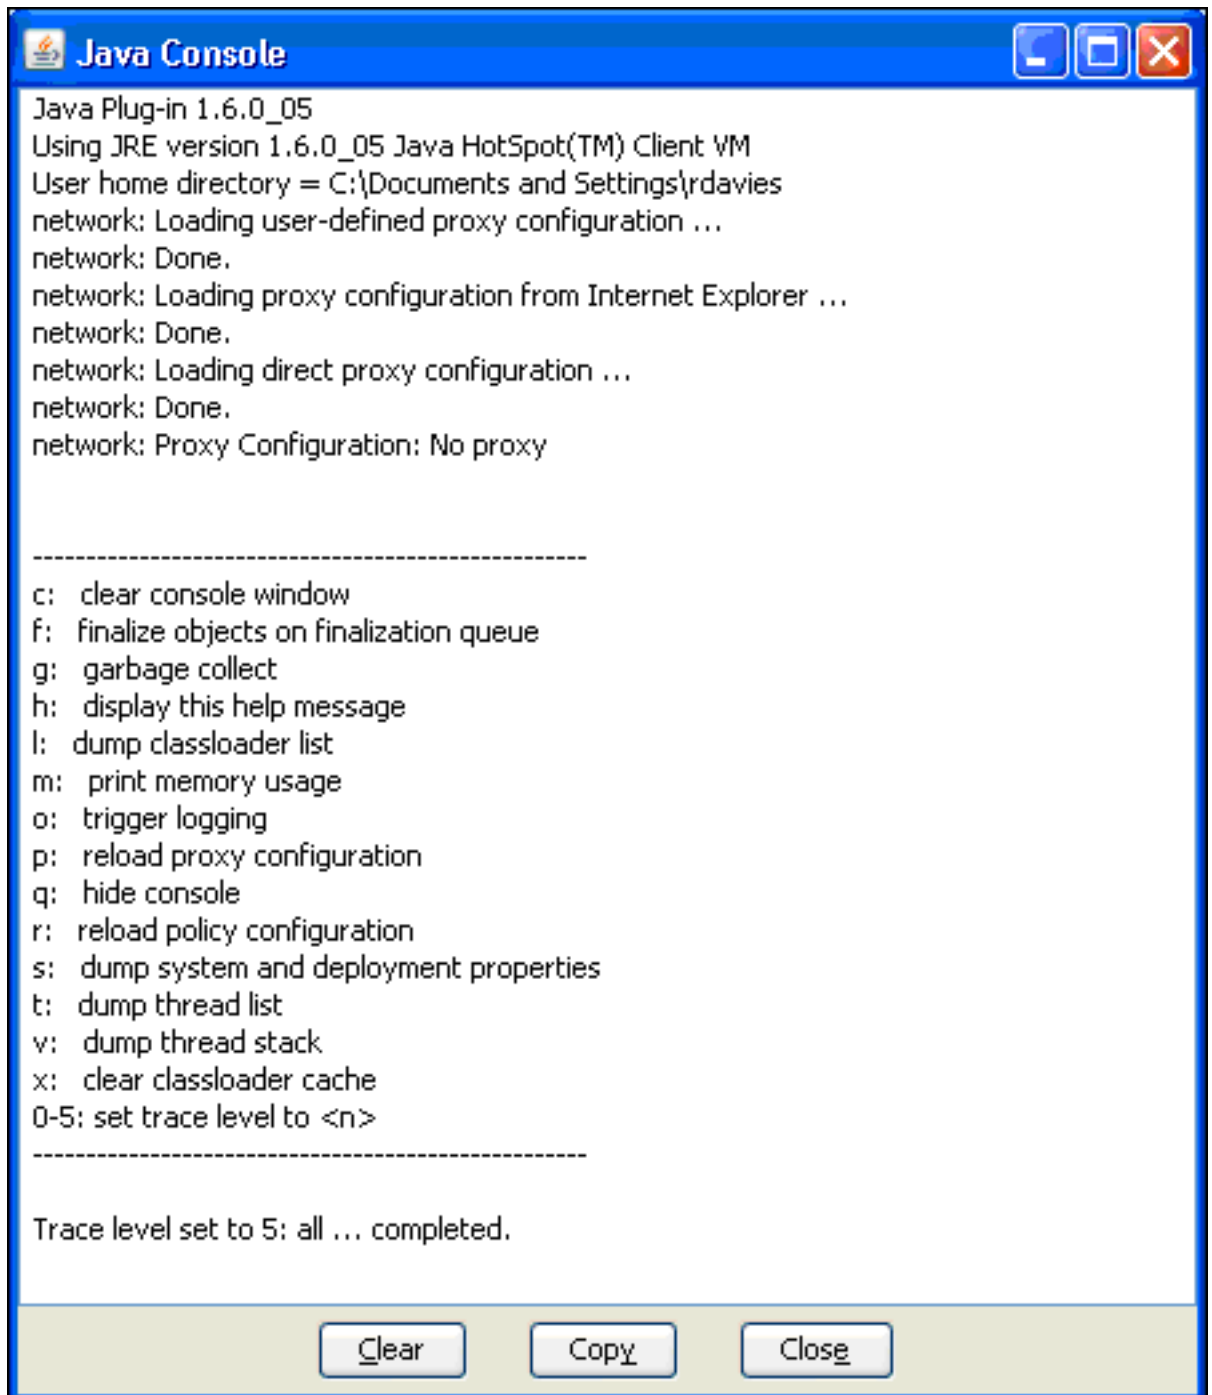 Java Console
Java Plug-in 1.6.0_05
Using JRE version 1.6.0_05 Java HotSpot(TM) Client VM
User home directory = C:\Documents and Settings\rdavies
network: Loading user-defined proxy configuration ...
network: Done.
network: Loading proxy configuration from Internet Explorer ...
network: Done.
network: Loading direct proxy configuration ...
network: Done.
network: Proxy Configuration: No proxy
----------------------------------------------------
c:   clear console window
f:   finalize objects on finalization queue
g:   garbage collect
h:   display this help message
l:   dump classloader list
m:   print memory usage
o:   trigger logging
p:   reload proxy configuration
q:   hide console
r:   reload policy configuration
s:   dump system and deployment properties
t:   dump thread list
v:   dump thread stack
x:   clear classloader cache
0-5: set trace level to <n>
----------------------------------------------------
Trace level set to 5: all ... completed.
Clear Copy Close